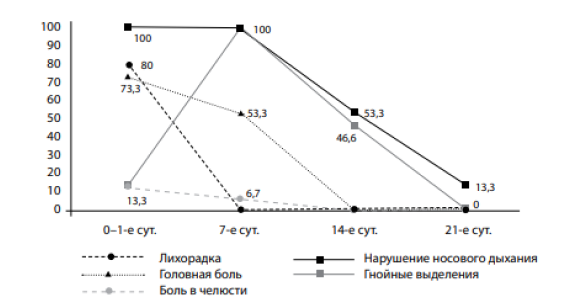 100
90
80
70
60
50
40
30
20
10
0
100
80
73,3
13,3
100
53,3
6,7
53,3
46,6
13,3
0
0–1-е сут.
7-е сут.
14-е сут.
21-е сут.
Лихорадка
Головная боль
Боль в челюсти
Нарушение носового дыхания
Гнойные выделения